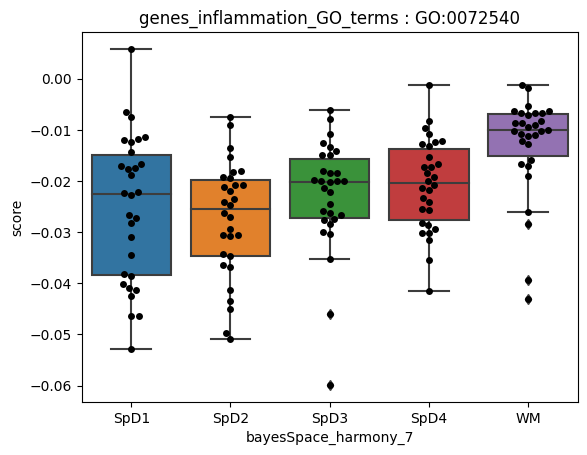 genes_inflammation_GO_terms : GO:0072540
0.00
−0.01
−0.02
−0.03
−0.04
−0.05
−0.06
score
SpD1 SpD2 SpD3 SpD4 WM
bayesSpace_harmony_7